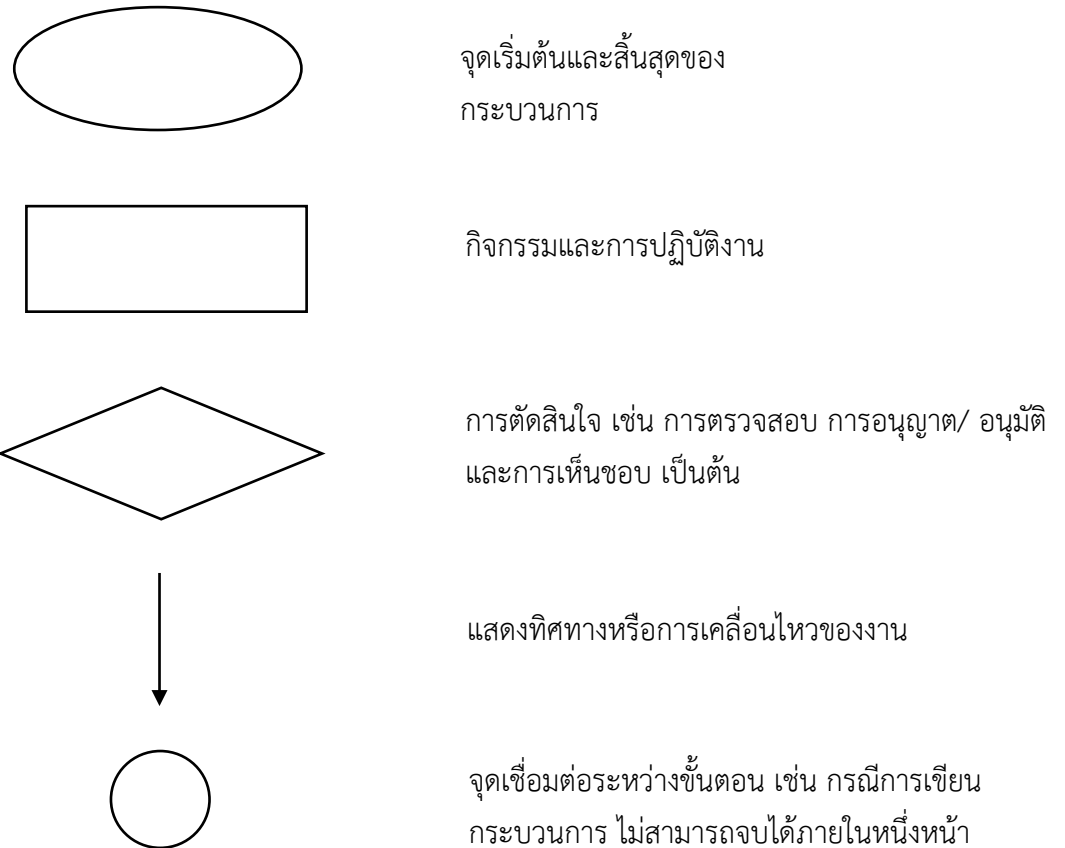 จุดเริ่มต้นและสิ้นสุดของ
กระบวนการ
กิจกรรมและการปฏิบัติงาน
การตัดสินใจ เช่น การตรวจสอบ การอนุญาต/ อนุมัติ
และการเห็นชอบ เป็นต้น
แสดงทิศทางหรือการเคลื่อนไหวของงาน
จุดเชื่อมต่อระหว่างขั้นตอน เช่น กรณีการเขียน
กระบวนการ ไม่สามารถจบได้ภายในหนึ่งหน้า